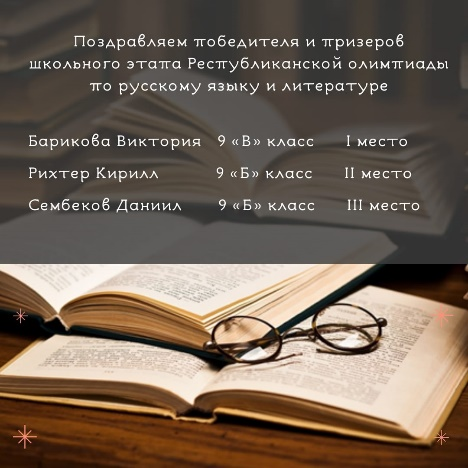 Поздравляем победителя и призеров
школьного этапа Республиканской олимпиады
по русскому языку и литературе
Барикова Виктория 9 «В» класс I место
Рихтер Кирилл 9 «Б» класс II место
Сембеков Даниил 9 «Б» класс III место